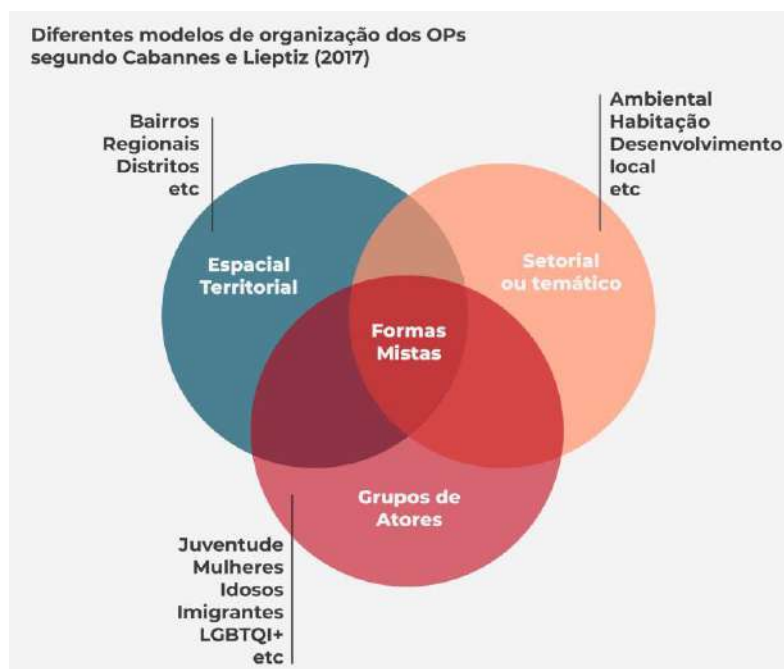 Diferentes modelos de organização dos OPs
segundo Cabannes e Lieptiz (2017)
Bairros
Regionais
Distritos
etc
Ambiental
Habitação
Desenvolvimento
local
etc
Espacial
Territorial
Setorial
ou temático
Formas
Mistas
Grupos de
Atores
Juventude
Mulheres
Idosos
Imigrantes
LGBTQI+
etc